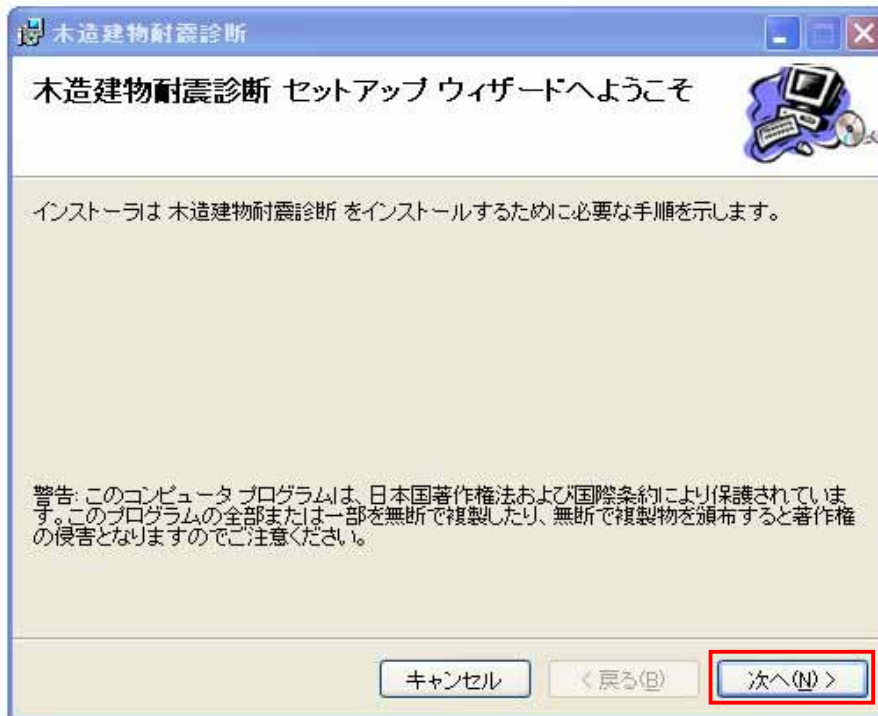 木造建物耐震診断
木造建物耐震診断 セットアップ ウィザードへようこそ
インストーラは 木造建物耐震診断 をインストールするために必要な手順を示します。
警告: このコンピュータ プログラムは、日本国著作権法および国際条約により保護されていま
す。このプログラムの全部または一部を無断で複製したり、無断で複製物を頒布すると著作権
の侵害となりますのでご注意ください。
キャンセル
< 戻る(B)
次へ(N) >